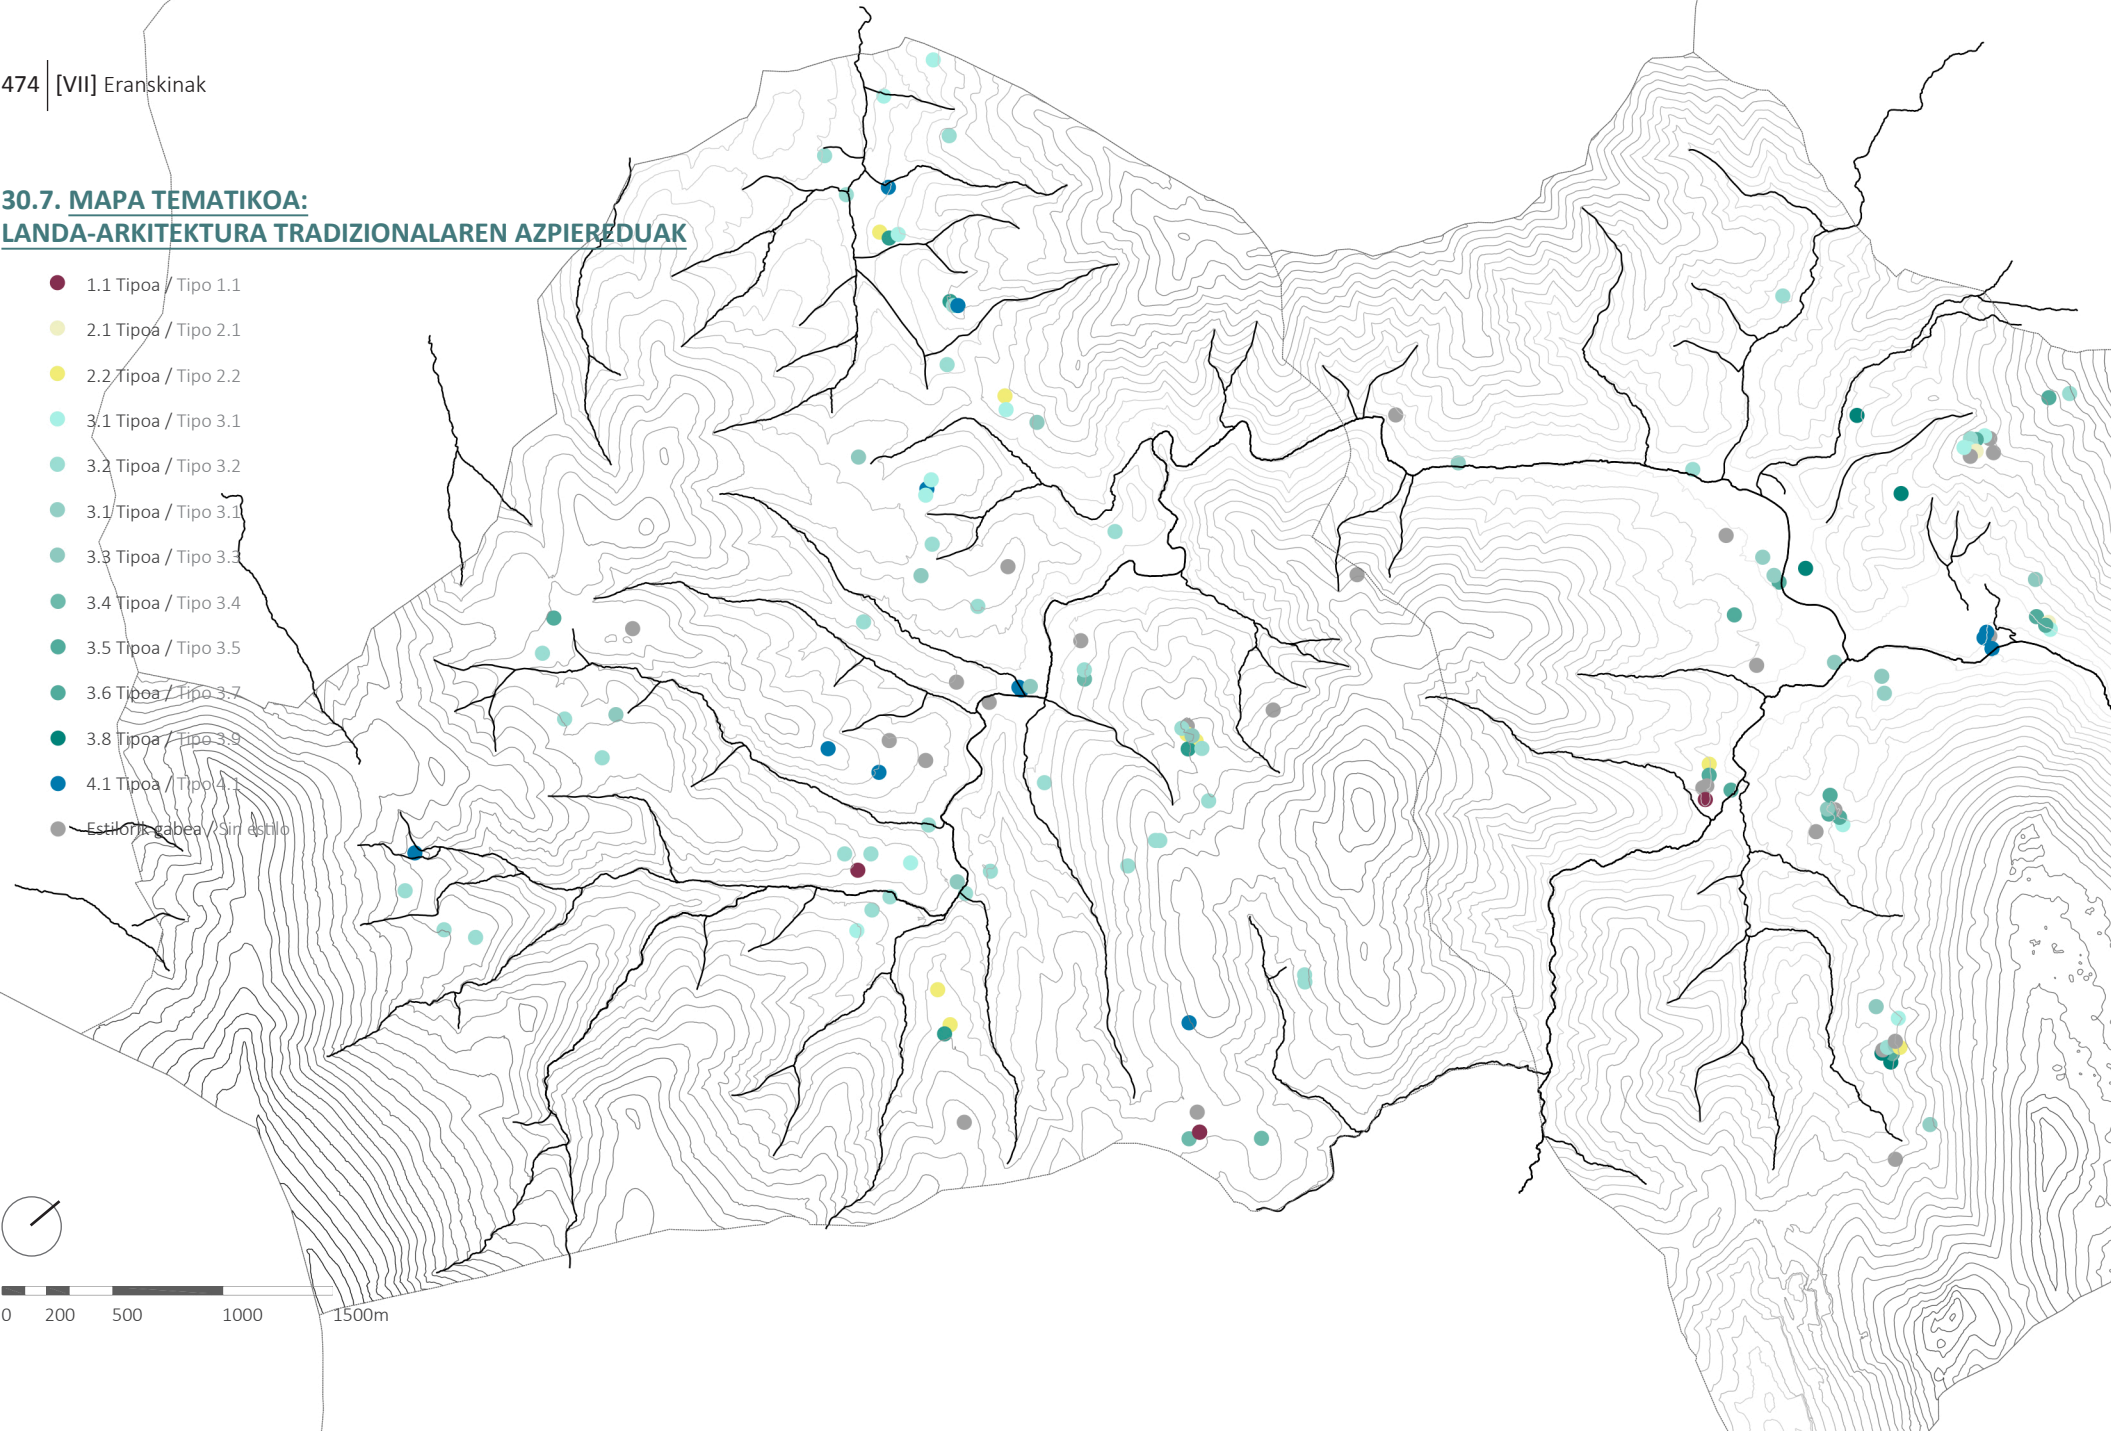 474 [VII] Eranskinak
30.7. MAPA TEMATIKOA:
LANDA-ARKITEKTURA TRADIZIONALAREN AZPIEREDUAK
1.1 Tipoa / Tipo 1.1
2.1 Tipoa / Tipo 2.1
2.2 Tipoa / Tipo 2.2
3.1 Tipoa / Tipo 3.1
3.2 Tipoa / Tipo 3.2
3.1 Tipoa / Tipo 3.1
3.3 Tipoa / Tipo 3.3
3.4 Tipoa / Tipo 3.4
3.5 Tipoa / Tipo 3.5
3.6 Tipoa / Tipo 3.7
3.8 Tipoa / Tipo 3.9
4.1 Tipoa / Tipo 4.1
Estilorik gabea / Sin estilo
0 200 500 1000 1500m